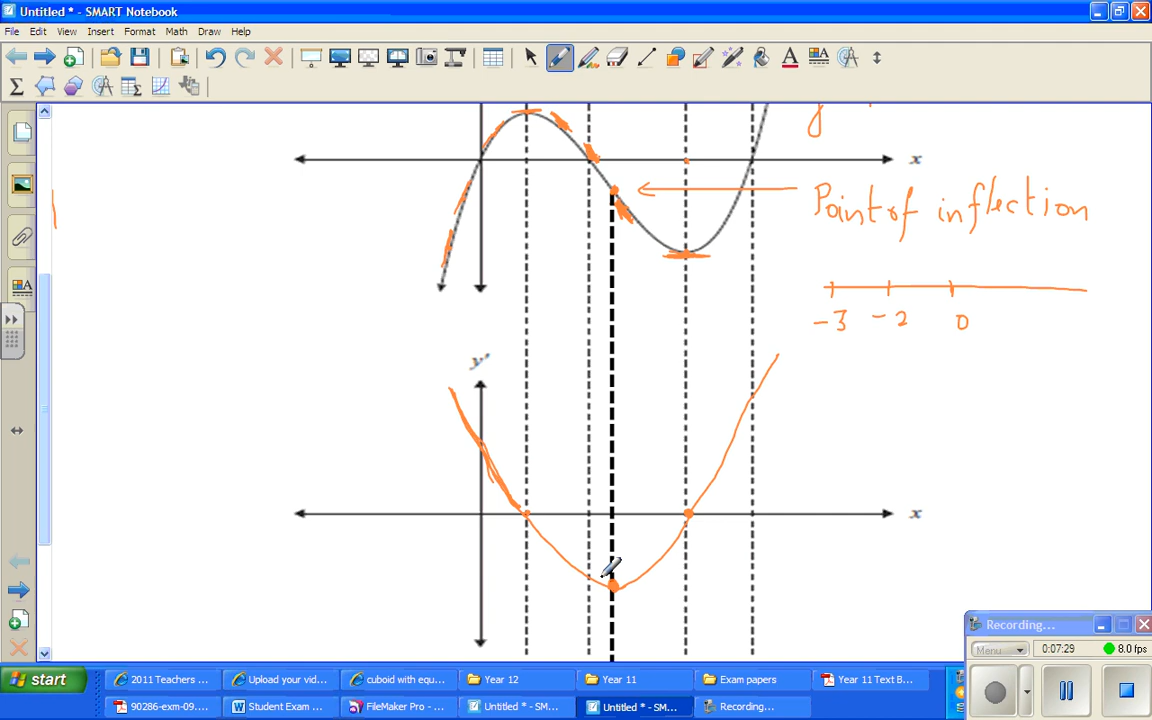 Untitled * - SMART Notebook
File Edit View Insert Format Math Draw Help
y
x
Point of inflection
-3 -2 0
y'
x
Recording...
Menu
0:07:29
8.0 fps
start
2011 Teachers ...
Upload your vid...
cuboid with equ...
Year 12
Year 11
Exam papers
Year 11 Text B...
90286-exm-09....
Student Exam ...
FileMaker Pro - ...
Untitled * - SM...
Untitled * - SM...
Recording...